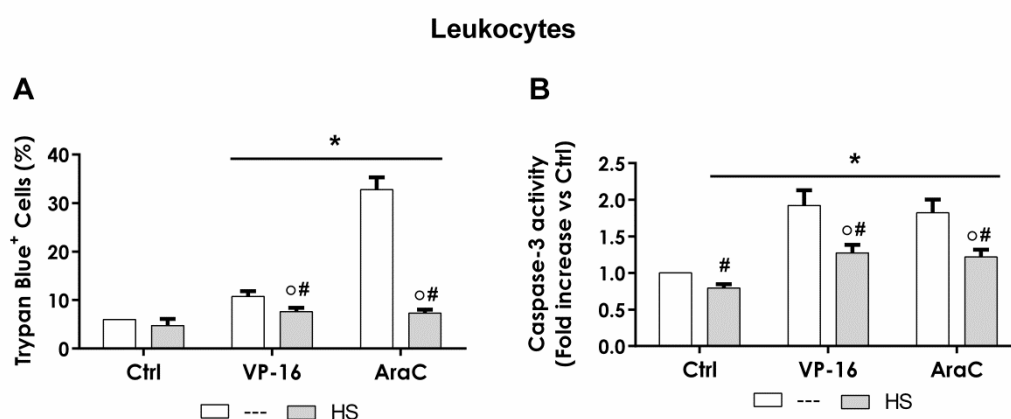 Leukocytes
A
Trypan Blue+ Cells (%)
40
30
20
10
0
*
○#
○#
Ctrl
VP-16
AraC
---
HS
B
Caspase-3 activity
(Fold increase vs Ctrl)
2.5
2.0
1.5
1.0
0.5
0.0
*
#
○#
○#
Ctrl
VP-16
AraC
---
HS